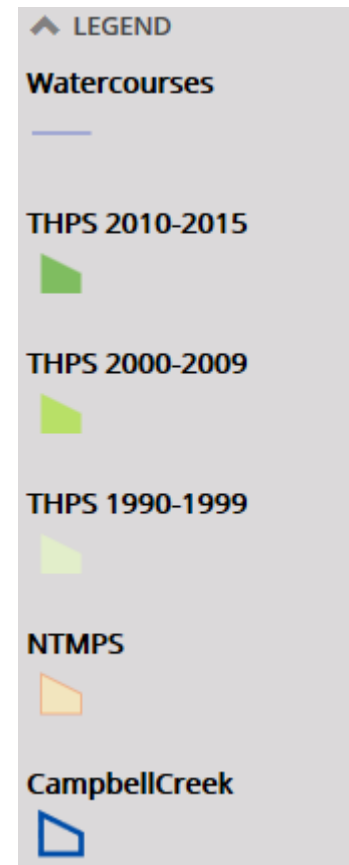 LEGEND
Watercourses
THPS 2010-2015
THPS 2000-2009
THPS 1990-1999
NTMPS
CampbellCreek